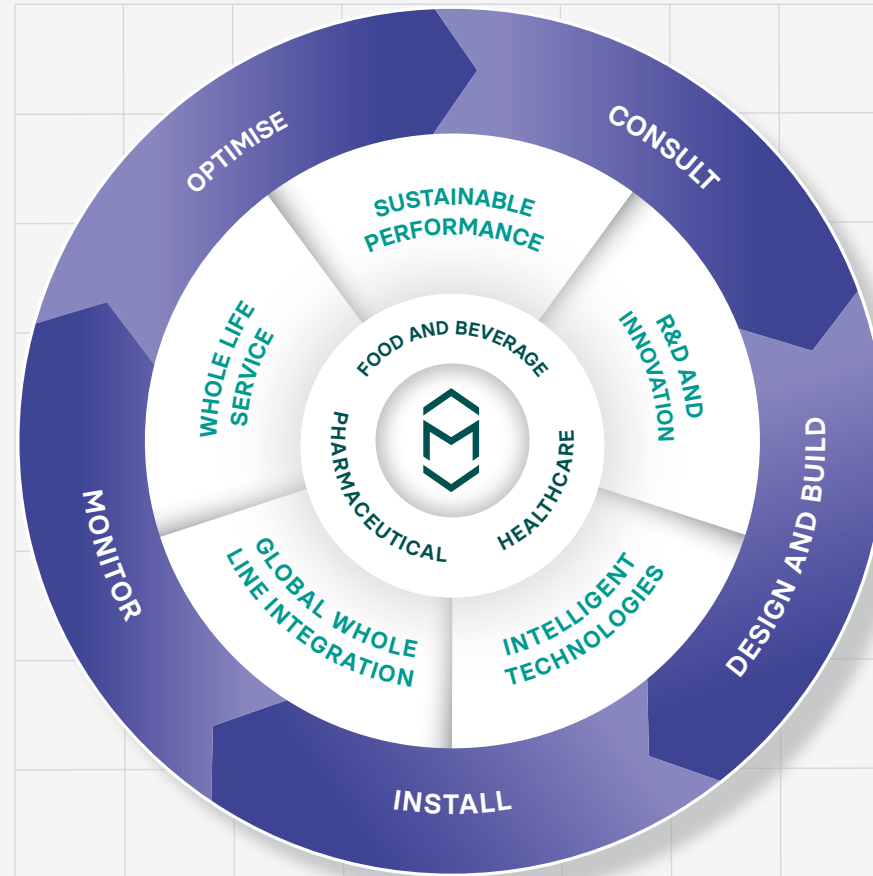 OPTIMISE
CONSULT
DESIGN AND BUILD
INSTALL
MONITOR
SUSTAINABLE
PERFORMANCE
R&D AND
INNOVATION
INTELLIGENT
TECHNOLOGIES
GLOBAL WHOLE
LINE INTEGRATION
WHOLE LIFE
SERVICE
FOOD AND BEVERAGE
HEALTHCARE
PHARMACEUTICAL